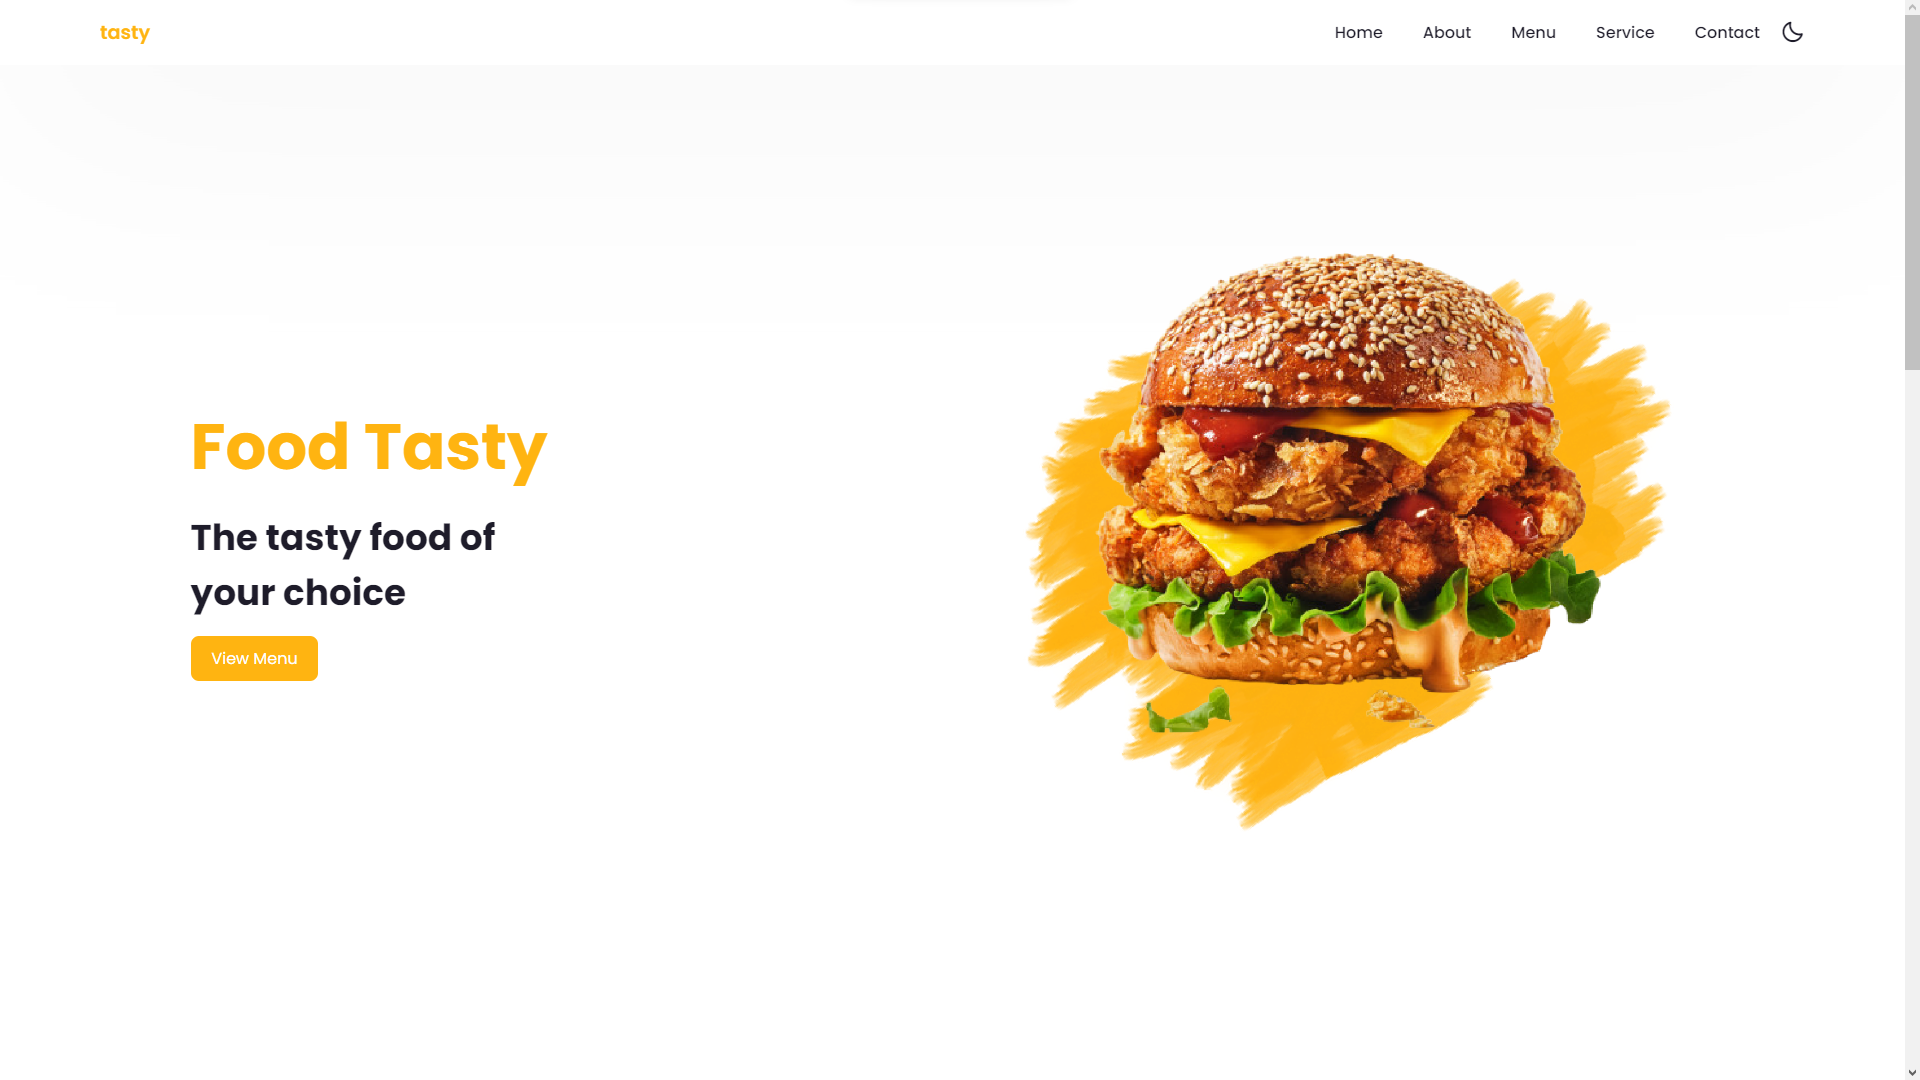 tasty
Home
About
Menu
Service
Contact
Food Tasty
The tasty food of
your choice
View Menu